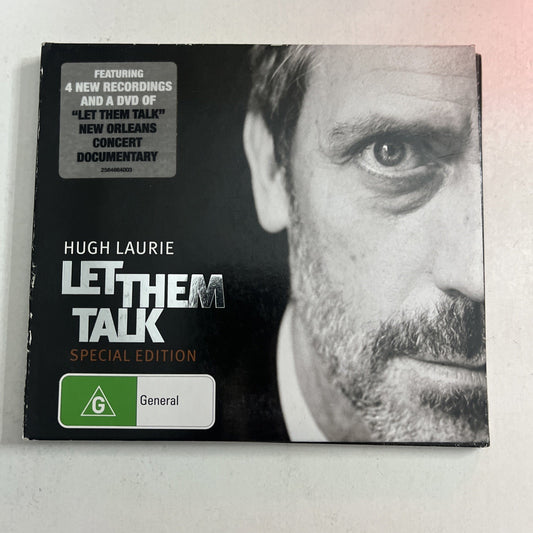 FEATURING
4 NEW RECORDINGS
AND A DVD OF
"LET THEM TALK"
NEW ORLEANS
CONCERT
DOCUMENTARY
2564664003
HUGH LAURIE
LET THEM
TALK
SPECIAL EDITION
G
General